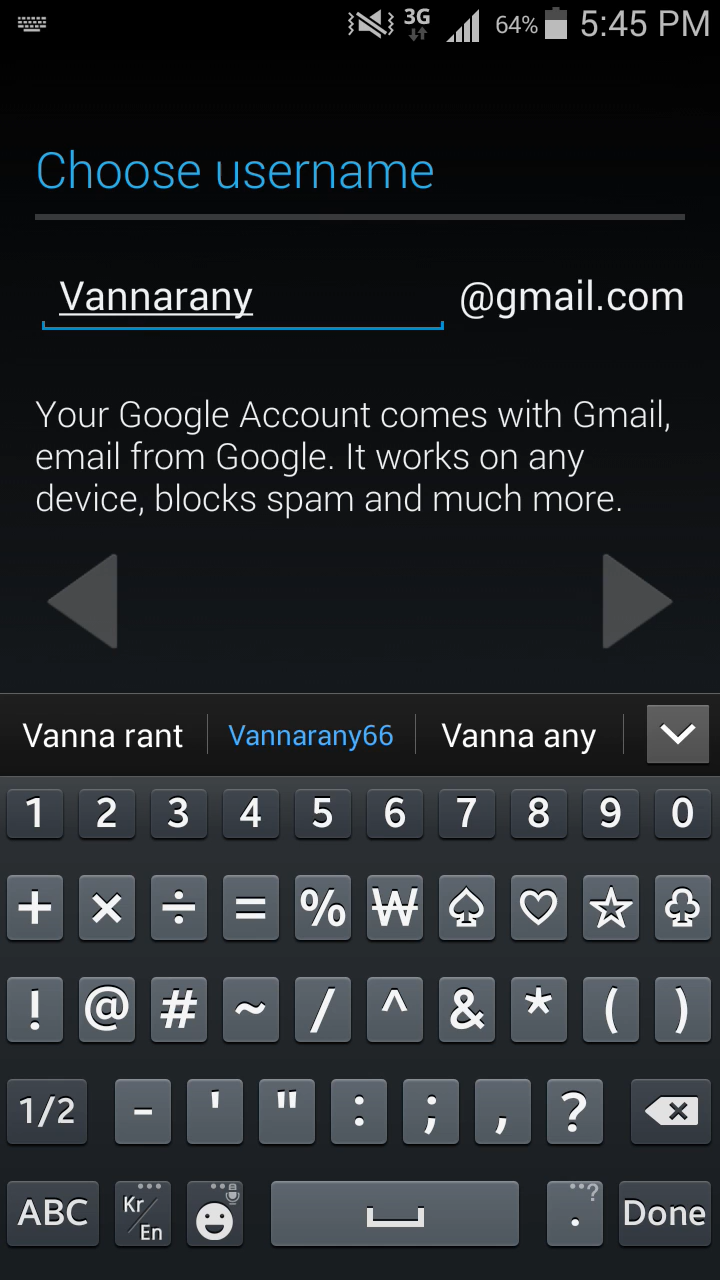 3G 64% 5:45 PM
Choose username
Vannarany @gmail.com
Your Google Account comes with Gmail,
email from Google. It works on any
device, blocks spam and much more.
Vanna rant Vannarany66 Vanna any
1 2 3 4 5 6 7 8 9 0
+ × ÷ = % ₩ ♤ ♡ ☆ ♧
! @ # ~ / ^ & * ( )
1/2 - ' " : ; , ?
ABC Kr/En . ? Done